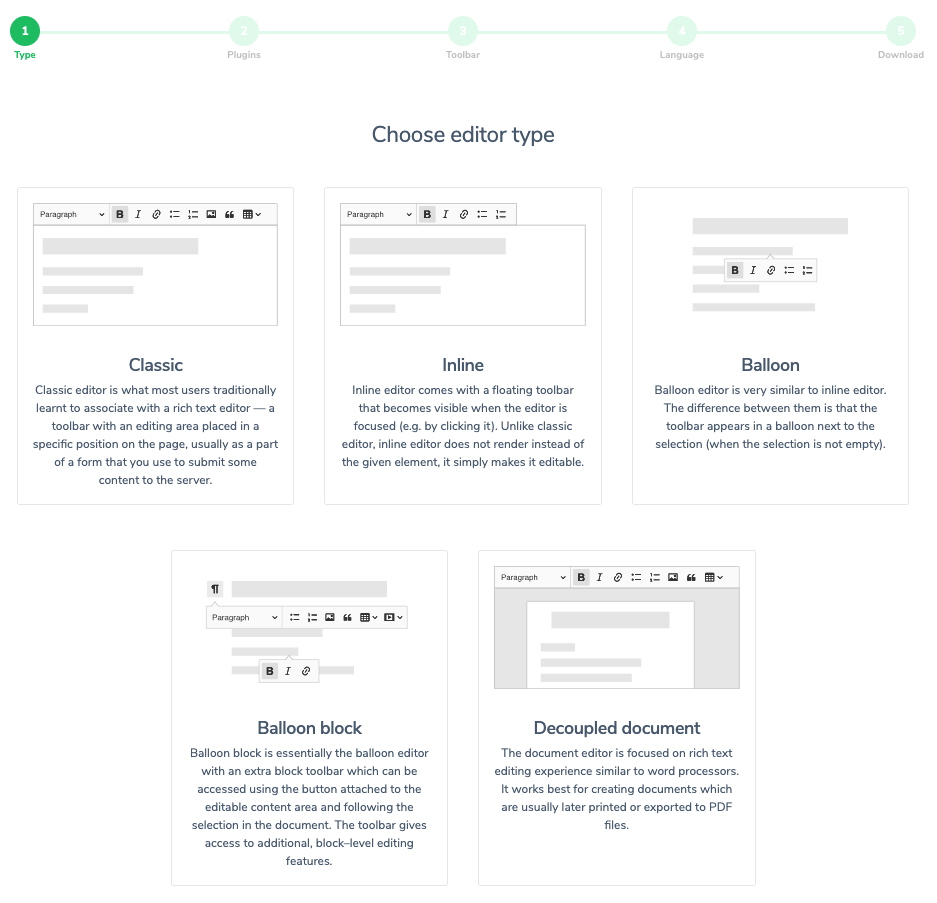 1
2
3
4
5
Type
Plugins
Toolbar
Language
Download
Choose editor type
Paragraph
B I
Paragraph
B I
B I
Classic
Classic editor is what most users traditionally
learnt to associate with a rich text editor — a
toolbar with an editing area placed in a
specific position on the page, usually as a part
of a form that you use to submit some
content to the server.
Inline
Inline editor comes with a floating toolbar
that becomes visible when the editor is
focused (e.g. by clicking it). Unlike classic
editor, inline editor does not render instead of
the given element, it simply makes it editable.
Balloon
Balloon editor is very similar to inline editor.
The difference between them is that the
toolbar appears in a balloon next to the
selection (when the selection is not empty).
¶
Paragraph
B I
Paragraph
B I
Balloon block
Balloon block is essentially the balloon editor
with an extra block toolbar which can be
accessed using the button attached to the
editable content area and following the
selection in the document. The toolbar gives
access to additional, block–level editing
features.
Decoupled document
The document editor is focused on rich text
editing experience similar to word processors.
It works best for creating documents which
are usually later printed or exported to PDF
files.